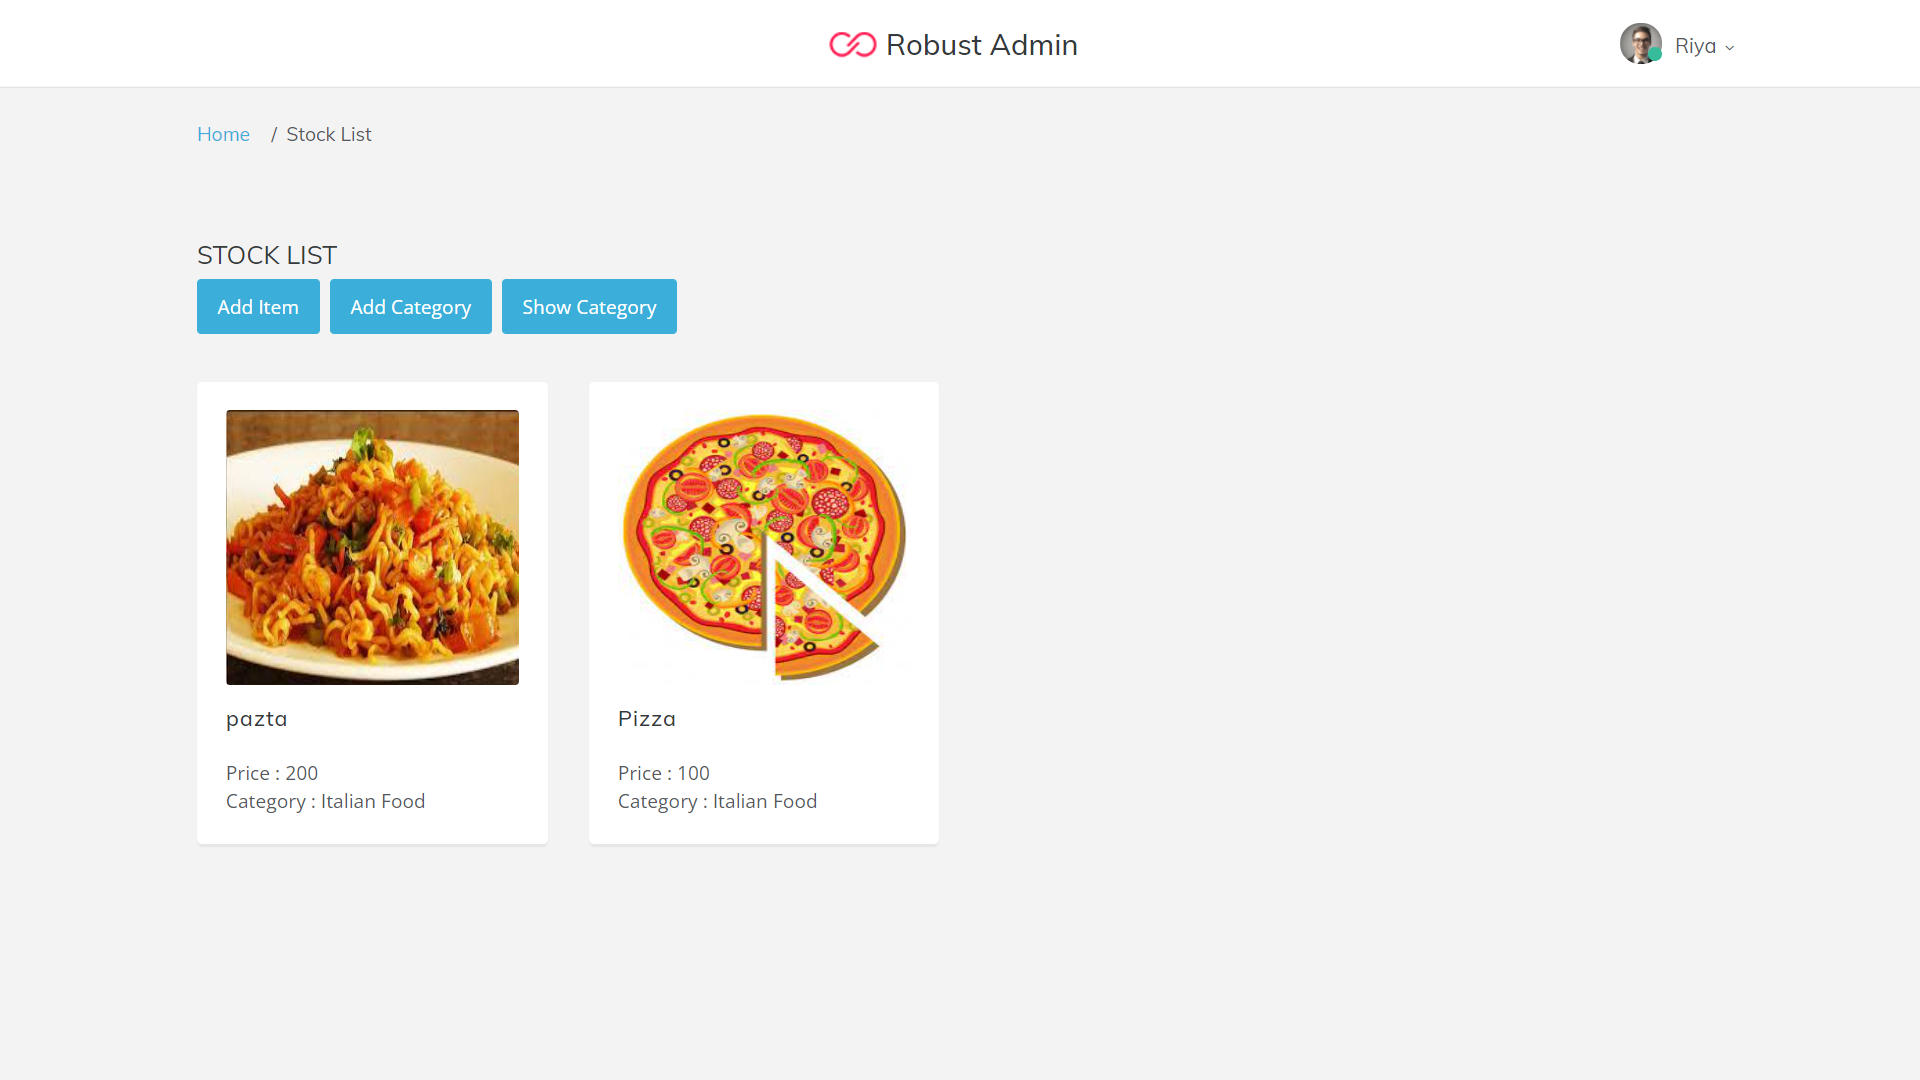 Robust Admin
Riya
Home / Stock List
STOCK LIST
Add Item
Add Category
Show Category
pazta
Price : 200
Category : Italian Food
Pizza
Price : 100
Category : Italian Food